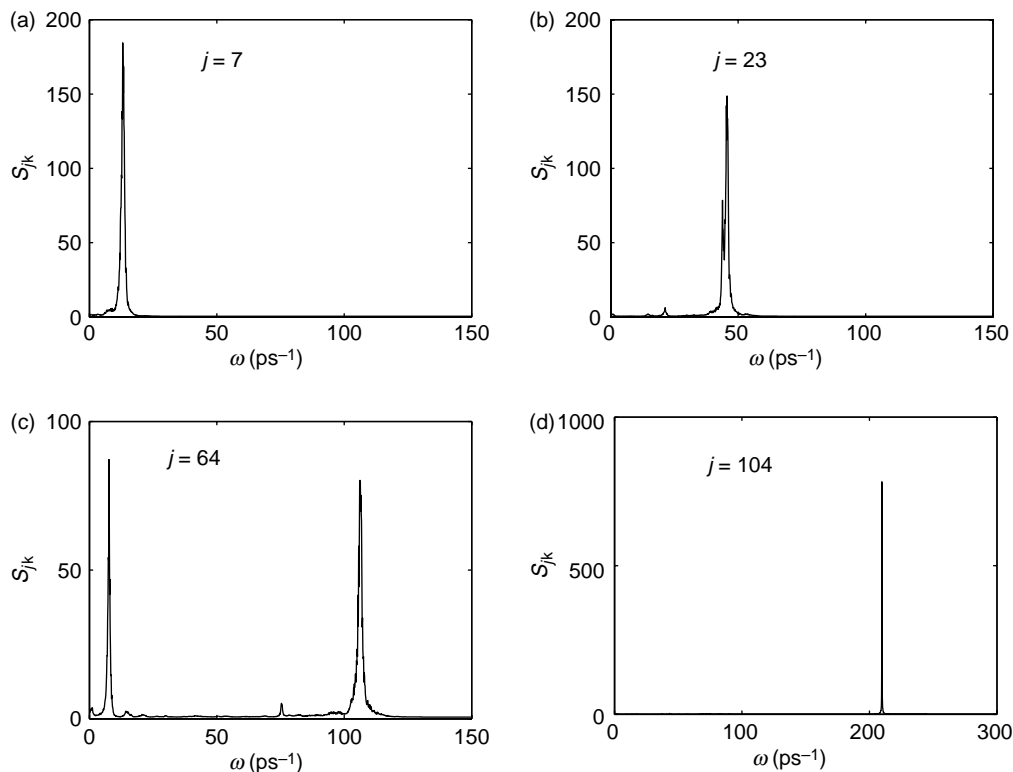 (a)
200
150
100
50
0
S_jk
j = 7
0 50 100 150
ω (ps⁻¹)
(b)
200
150
100
50
0
S_jk
j = 23
0 50 100 150
ω (ps⁻¹)
(c)
100
50
0
S_jk
j = 64
0 50 100 150
ω (ps⁻¹)
(d)
1000
500
0
S_jk
j = 104
0 100 200 300
ω (ps⁻¹)